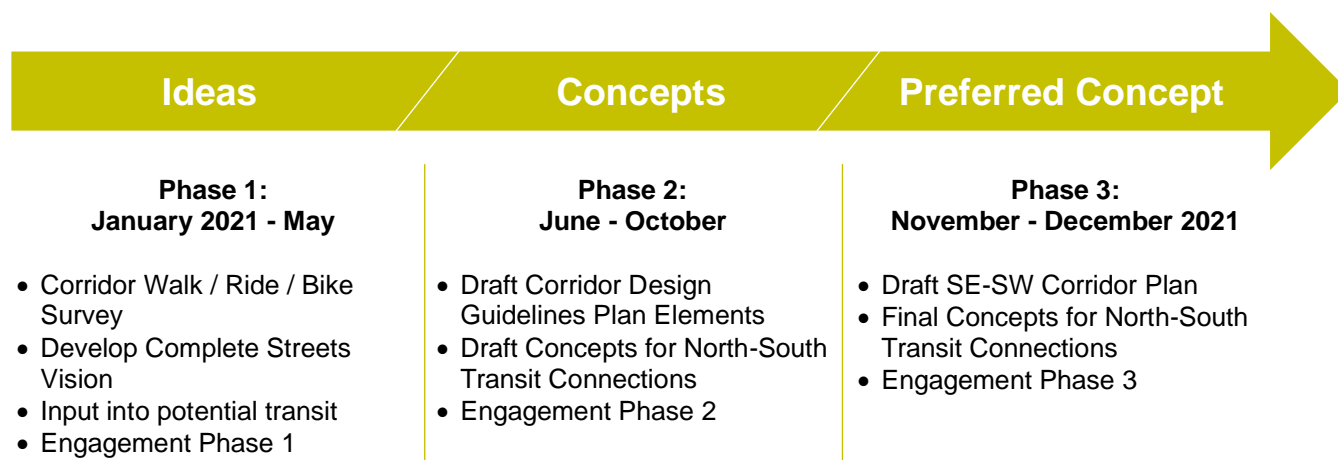 Ideas
Concepts
Preferred Concept
Phase 1:
January 2021 - May
• Corridor Walk / Ride / Bike
Survey
• Develop Complete Streets
Vision
• Input into potential transit
• Engagement Phase 1
Phase 2:
June - October
• Draft Corridor Design
Guidelines Plan Elements
• Draft Concepts for North-South
Transit Connections
• Engagement Phase 2
Phase 3:
November - December 2021
• Draft SE-SW Corridor Plan
• Final Concepts for North-South
Transit Connections
• Engagement Phase 3